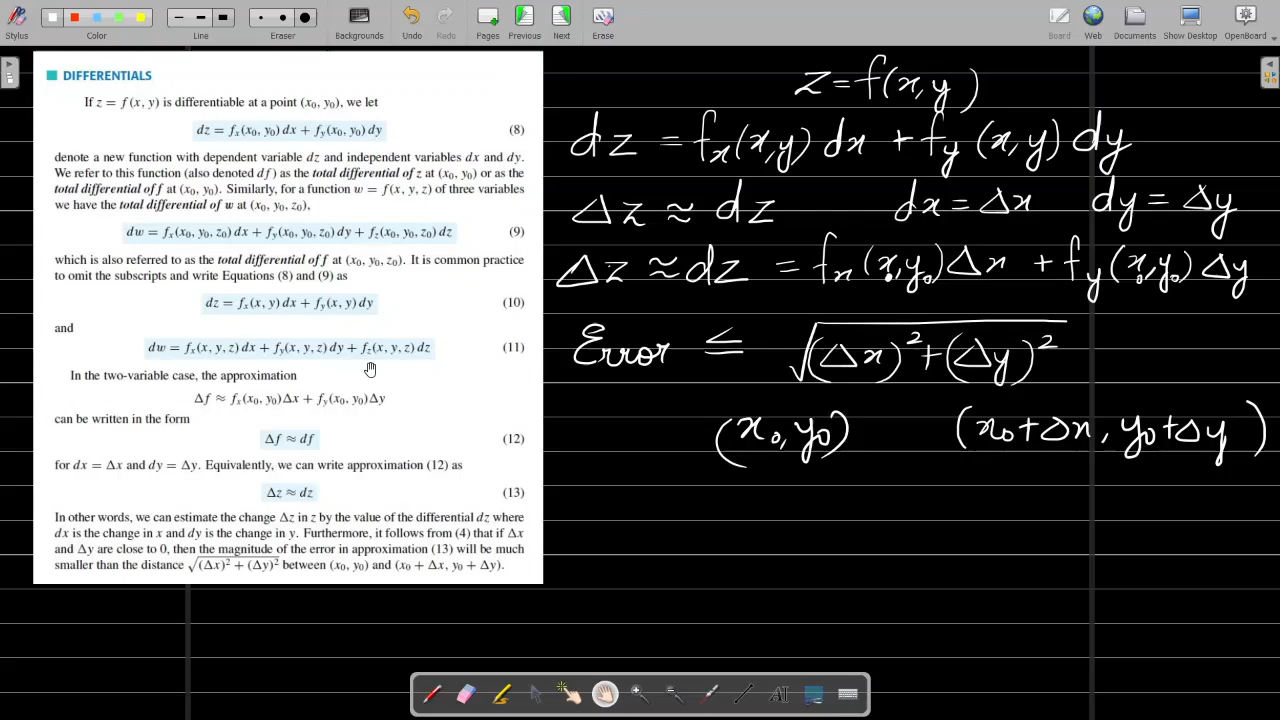 Stylus
Color
Line
Eraser
Backgrounds
Undo
Redo
Pages
Previous
Next
Erase
Board
Web
Documents
Show Desktop
OpenBoard
DIFFERENTIALS
If z = f(x, y) is differentiable at a point (x₀, y₀), we let
dz = fₓ(x₀, y₀) dx + f_y(x₀, y₀) dy (8)
denote a new function with dependent variable dz and independent variables dx and dy.
We refer to this function (also denoted df) as the total differential of z at (x₀, y₀) or as the
total differential of f at (x₀, y₀). Similarly, for a function w = f(x, y, z) of three variables
we have the total differential of w at (x₀, y₀, z₀),
dw = fₓ(x₀, y₀, z₀) dx + f_y(x₀, y₀, z₀) dy + f_z(x₀, y₀, z₀) dz (9)
which is also referred to as the total differential of f at (x₀, y₀, z₀). It is common practice
to omit the subscripts and write Equations (8) and (9) as
dz = fₓ(x, y) dx + f_y(x, y) dy (10)
and
dw = fₓ(x, y, z) dx + f_y(x, y, z) dy + f_z(x, y, z) dz (11)
In the two-variable case, the approximation
Δf ≈ fₓ(x₀, y₀)Δx + f_y(x₀, y₀)Δy
can be written in the form
Δf ≈ df (12)
for dx = Δx and dy = Δy. Equivalently, we can write approximation (12) as
Δz ≈ dz (13)
In other words, we can estimate the change Δz in z by the value of the differential dz where
dx is the change in x and dy is the change in y. Furthermore, it follows from (4) that if Δx
and Δy are close to 0, then the magnitude of the error in approximation (13) will be much
smaller than the distance √((Δx)² + (Δy)²) between (x₀, y₀) and (x₀ + Δx, y₀ + Δy).
z = f(x, y)
dz = fₓ(x, y) dx + f_y(x, y) dy
Δz ≈ dz dx = Δx dy = Δy
Δz ≈ dz = fₓ(x₀, y₀) Δx + f_y(x₀, y₀) Δy
Error ≤ √((Δx)² + (Δy)²)
(x₀, y₀) (x₀+Δx, y₀+Δy)
AI